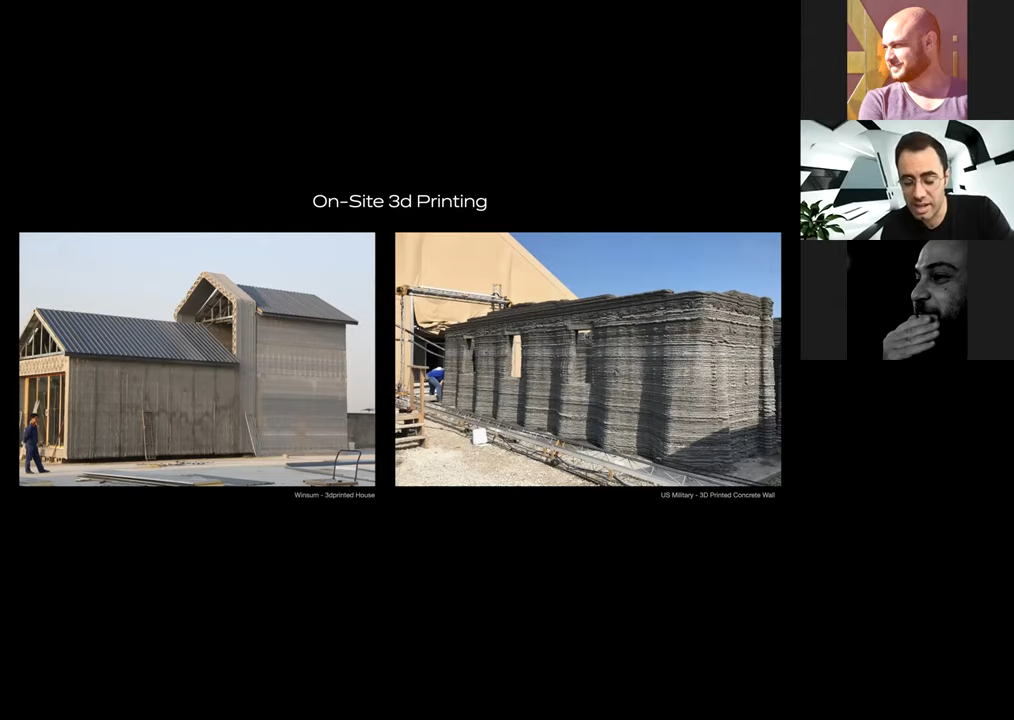 On-Site 3d Printing
Winsum - 3dprinted House
US Military - 3D Printed Concrete Wall